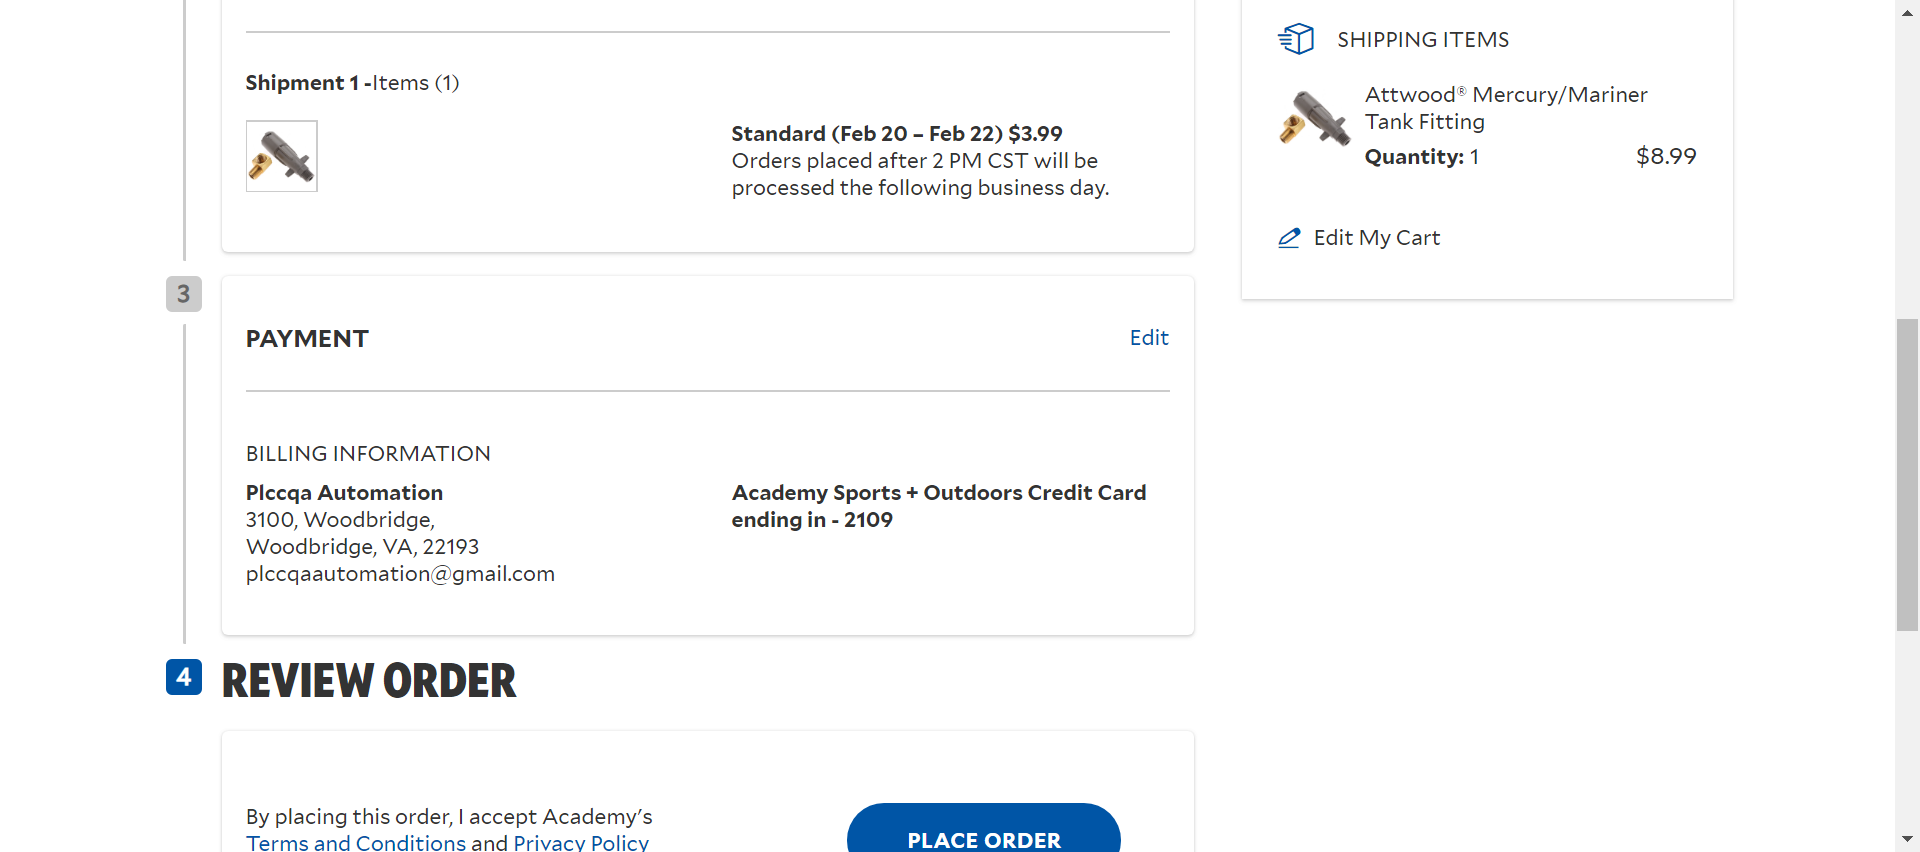 Shipment 1 -Items (1)
Standard (Feb 20 – Feb 22) $3.99
Orders placed after 2 PM CST will be
processed the following business day.
3
PAYMENT
Edit
BILLING INFORMATION
Plccqa Automation
3100, Woodbridge,
Woodbridge, VA, 22193
plccqaautomation@gmail.com
Academy Sports + Outdoors Credit Card
ending in - 2109
4
REVIEW ORDER
By placing this order, I accept Academy's
Terms and Conditions and Privacy Policy
PLACE ORDER
SHIPPING ITEMS
Attwood® Mercury/Mariner
Tank Fitting
Quantity: 1
$8.99
Edit My Cart